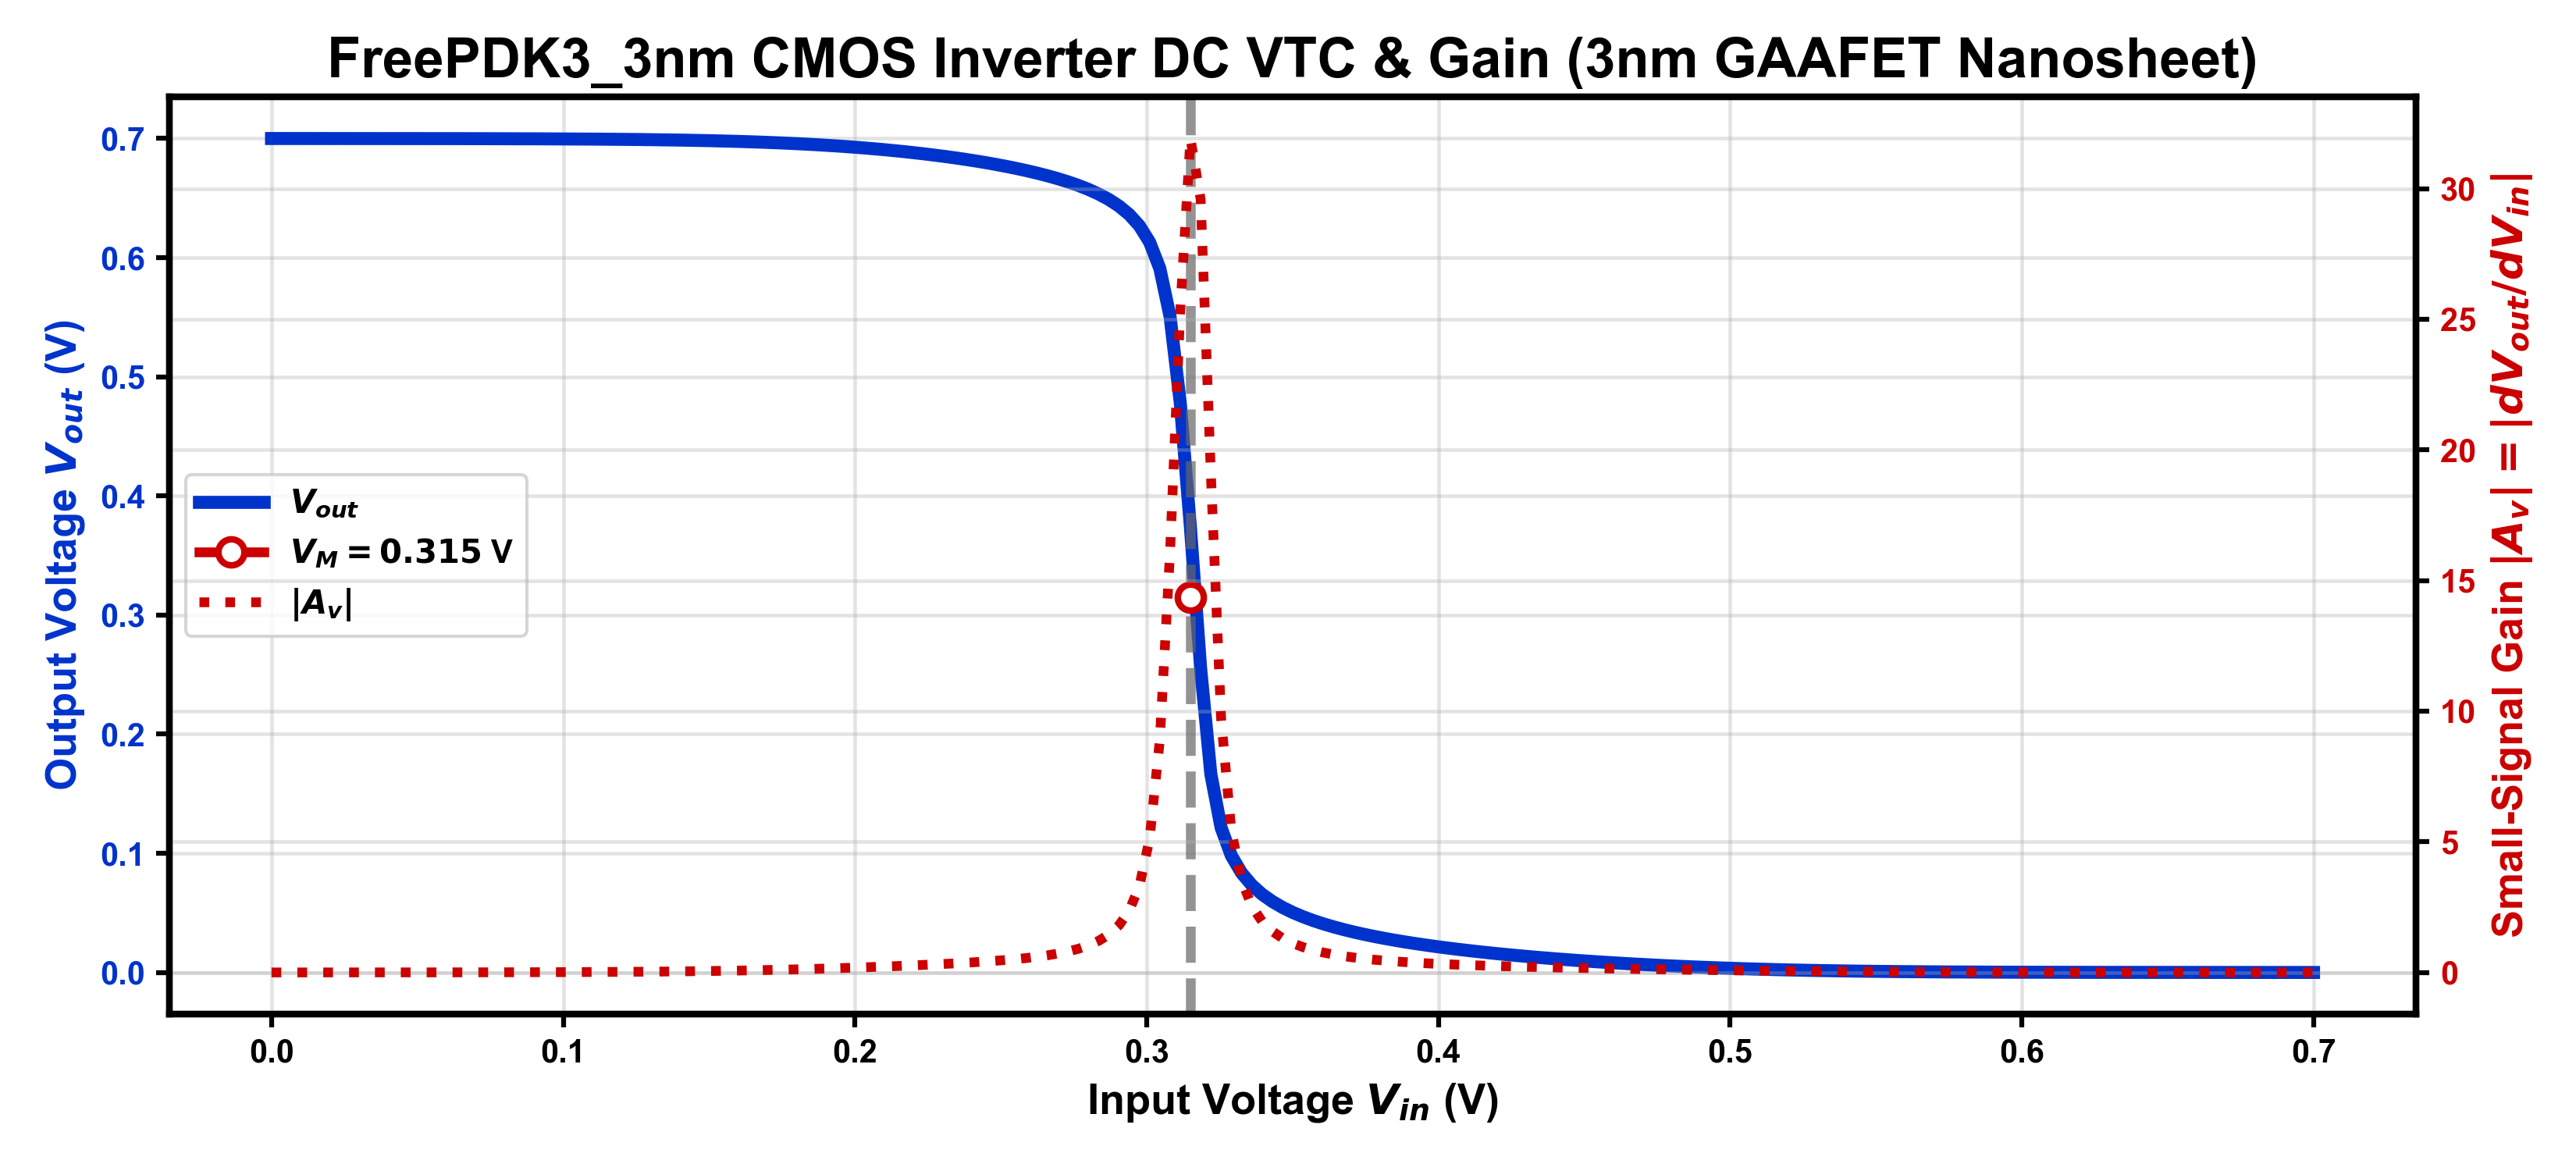 FreePDK3_3nm CMOS Inverter DC VTC & Gain (3nm GAAFET Nanosheet)
Output Voltage V_out (V)
0.7
0.6
0.5
0.4
0.3
0.2
0.1
0.0
V_out
V_M = 0.315 V
|A_v|
30
25
20
15
10
5
0
Small-Signal Gain |A_v| = |dV_out/dV_in|
0.0 0.1 0.2 0.3 0.4 0.5 0.6 0.7
Input Voltage V_in (V)